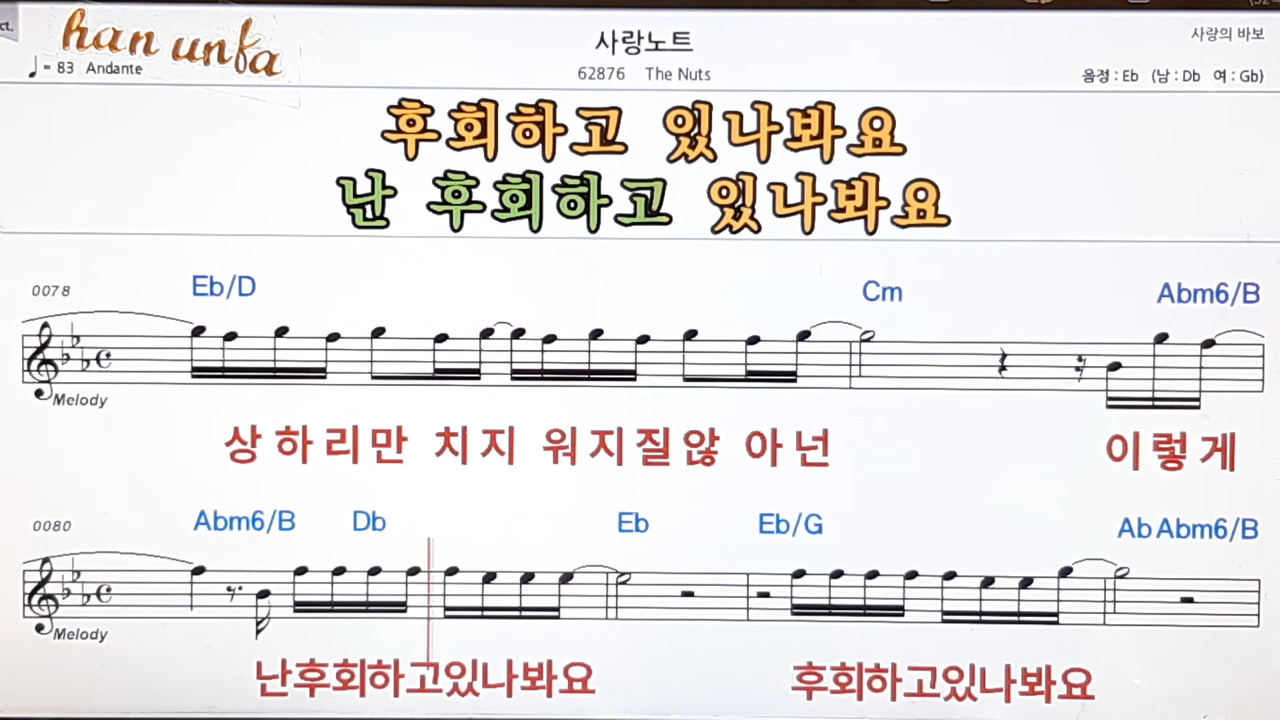 ct.
han unfa
사랑노트
사랑의 바보
♩= 83 Andante
62876 The Nuts
음정 : Eb (남 : Db 여 : Gb)
후회하고 있나봐요
난 후회하고 있나봐요
0078 Eb/D Cm Abm6/B
Melody
상 하 리 만 치 지 워 지 질 않 아 넌 이 렇 게
0080 Abm6/B Db Eb Eb/G Ab Abm6/B
Melody
난후회하고있나봐요 후회하고있나봐요